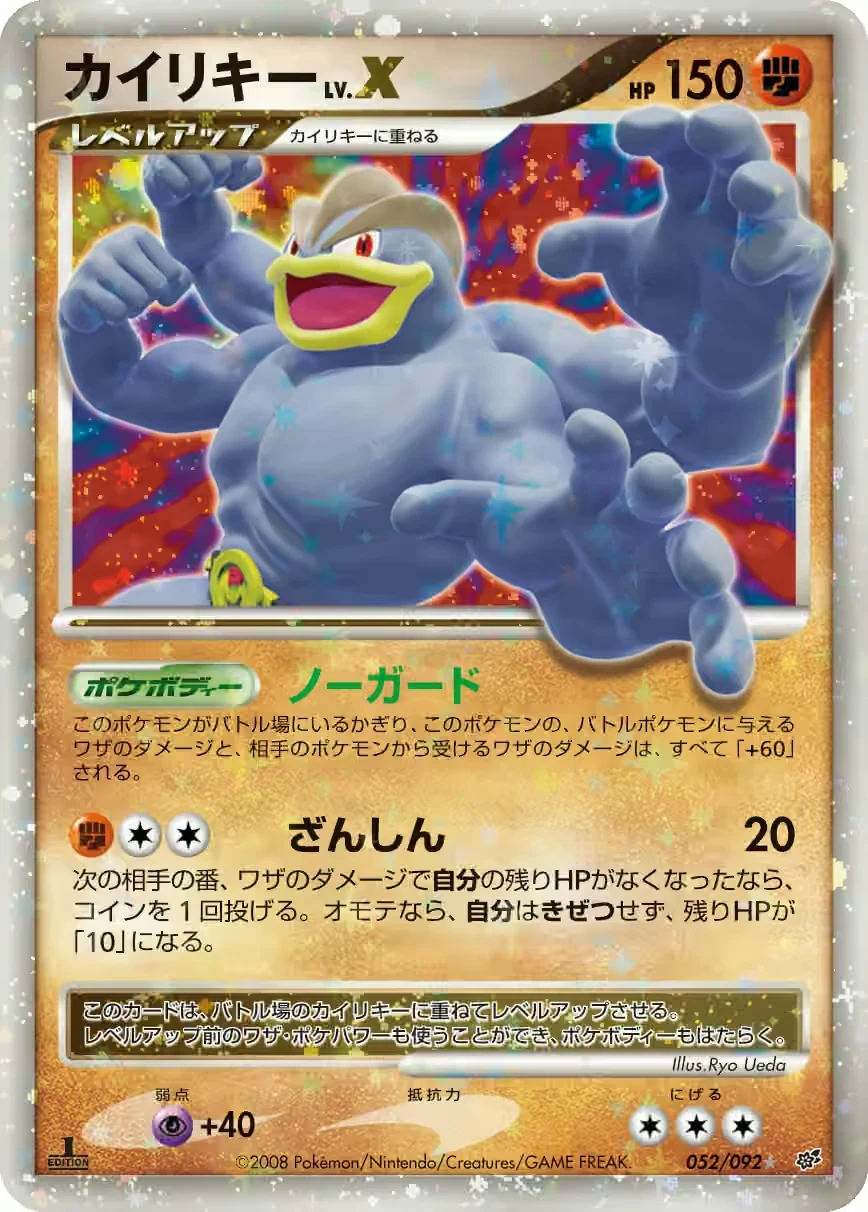 カイリキー LV.X HP 150
レベルアップ カイリキーに重ねる
ポケボディー ノーガード
このポケモンがバトル場にいるかぎり、このポケモンの、バトルポケモンに与える
ワザのダメージと、相手のポケモンから受けるワザのダメージは、すべて「+60」
される。
ざんしん 20
次の相手の番、ワザのダメージで自分の残りHPがなくなったなら、
コインを1回投げる。オモテなら、自分はきぜつせず、残りHPが
「10」になる。
このカードは、バトル場のカイリキーに重ねてレベルアップさせる。
レベルアップ前のワザ・ポケパワーも使うことができ、ポケボディーもはたらく。
Illus.Ryo Ueda
弱点 抵抗力 にげる
+40
1 EDITION ©2008 Pokémon/Nintendo/Creatures/GAME FREAK. 052/092